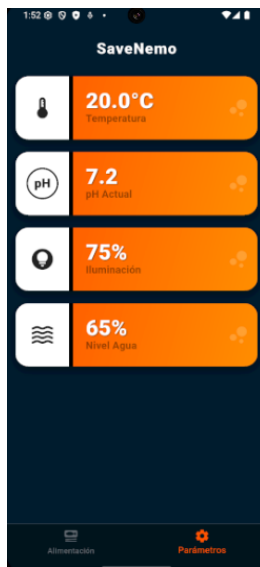 1:52
SaveNemo
20.0°C
Temperatura
pH
7.2
pH Actual
75%
Iluminación
65%
Nivel Agua
Alimentación
Parámetros